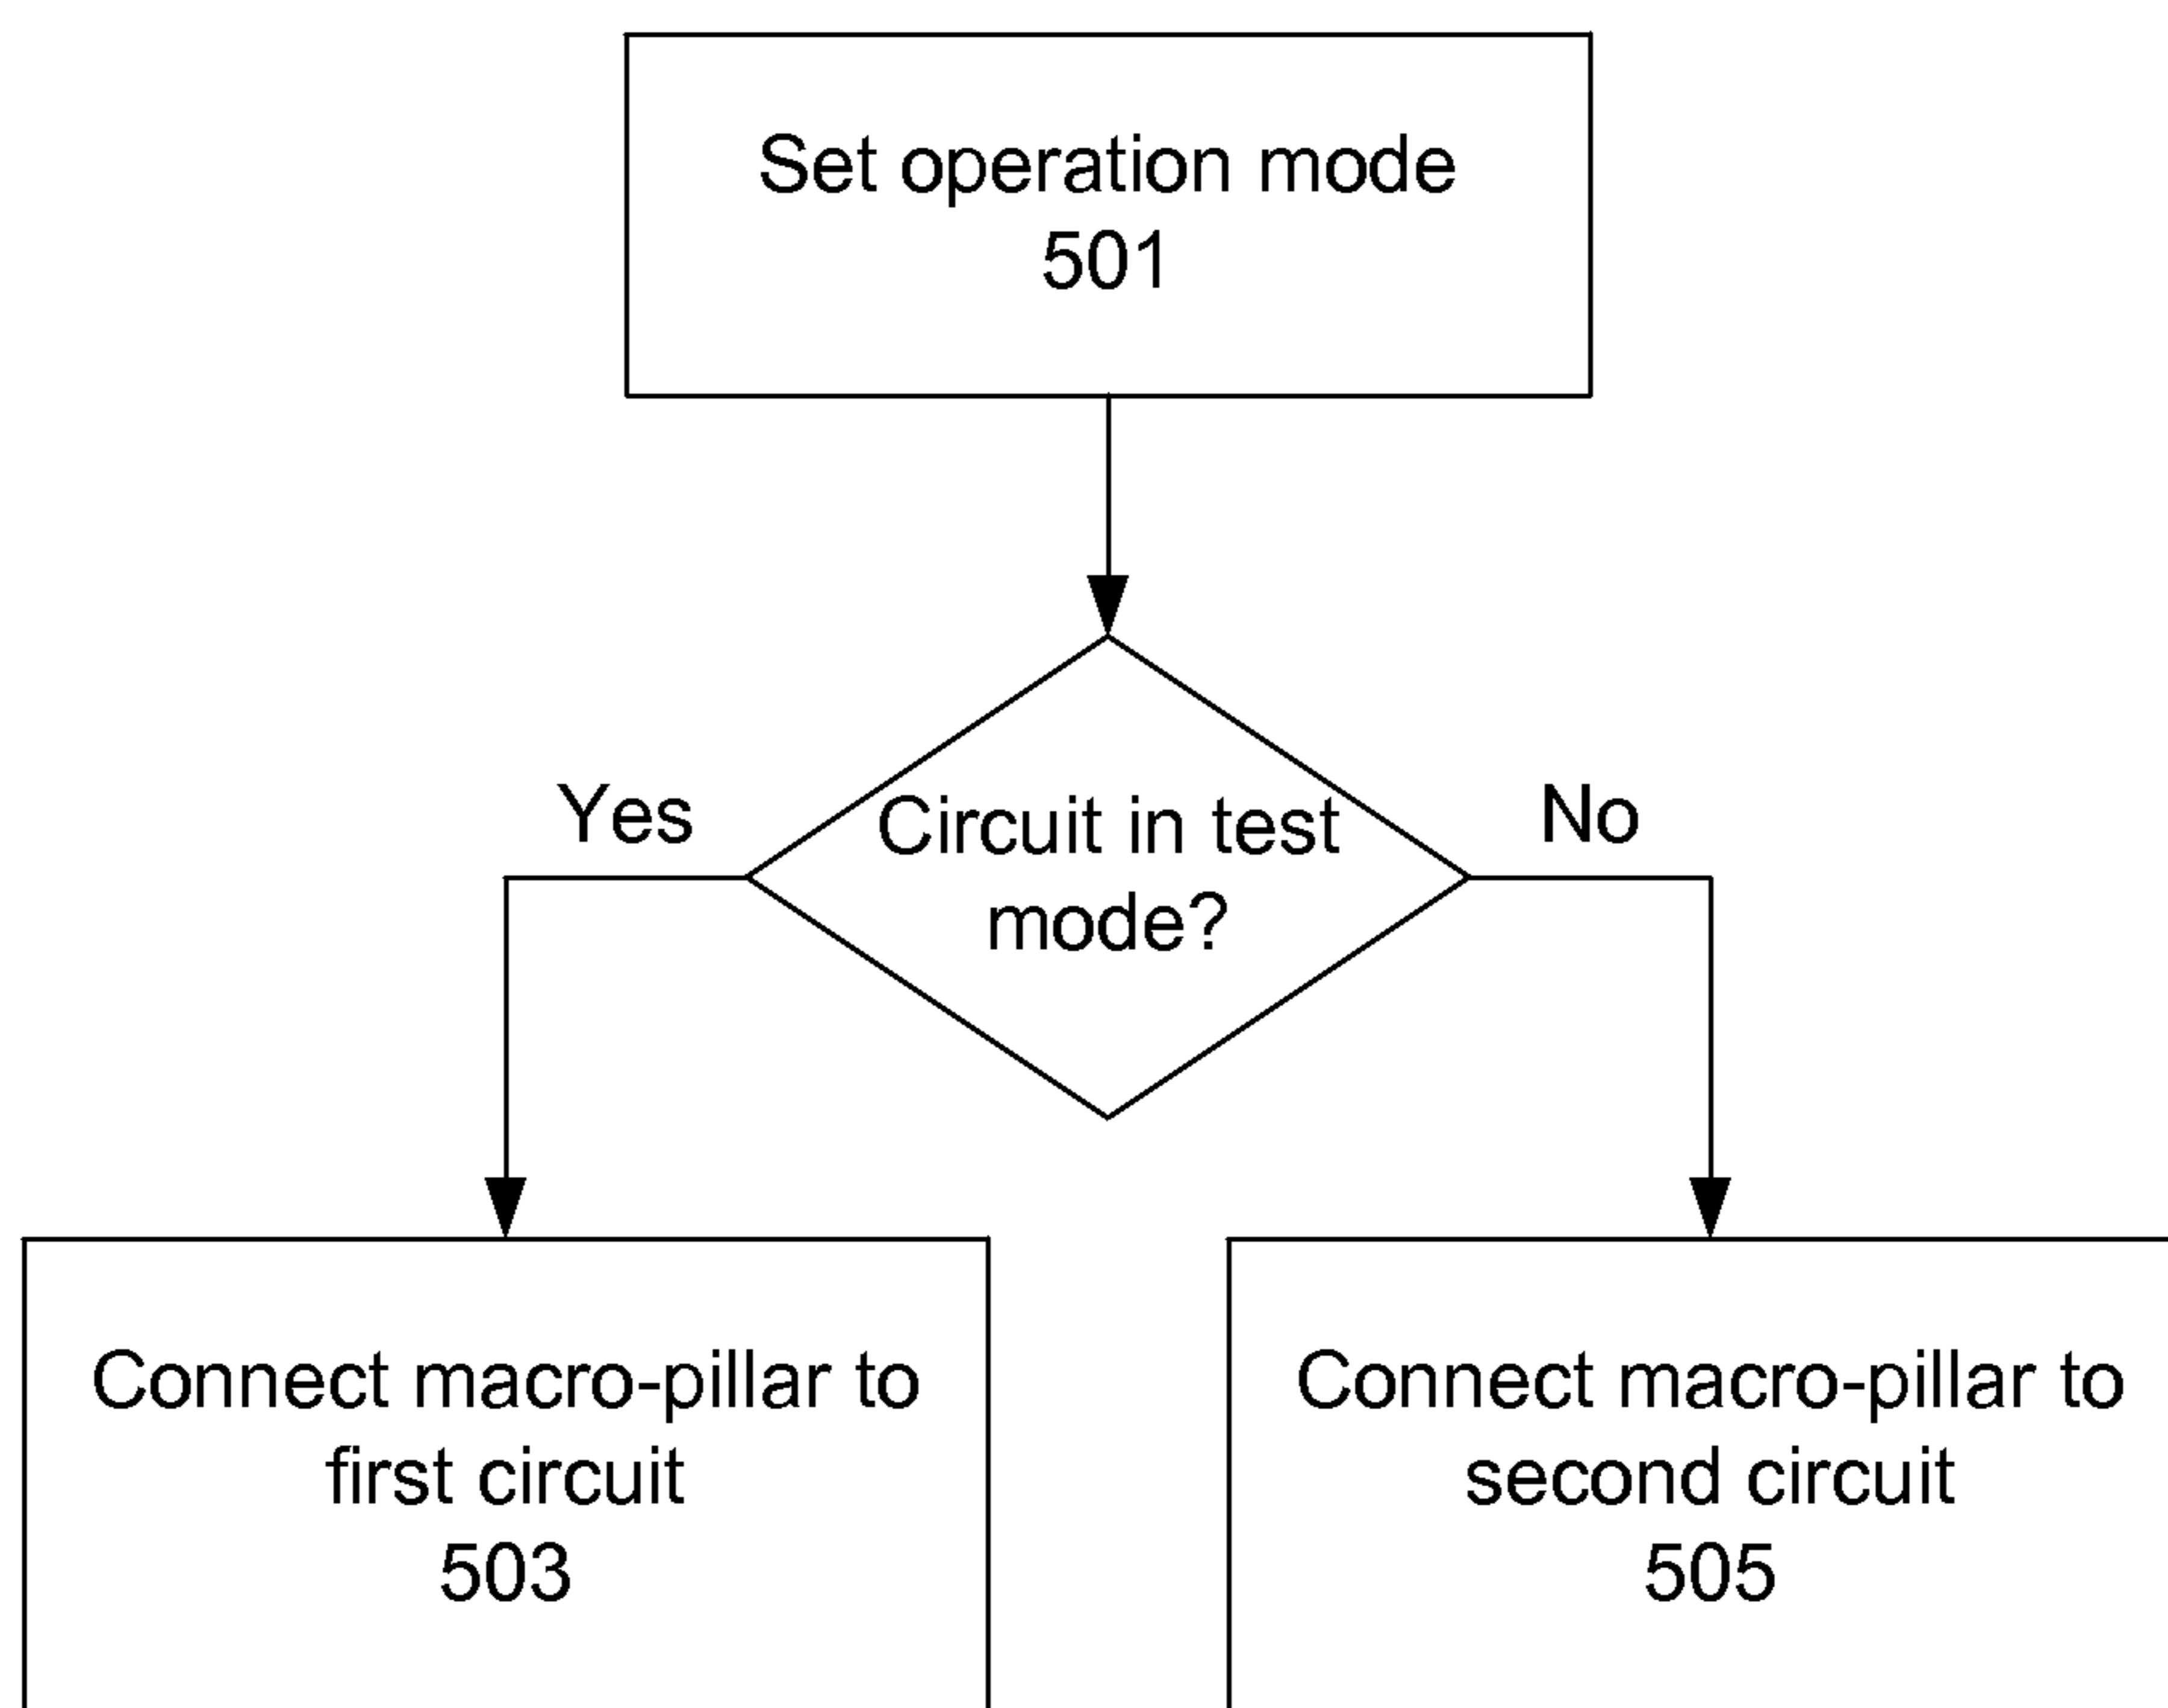 Set operation mode
501
Yes
Circuit in test
mode?
No
Connect macro-pillar to
first circuit
503
Connect macro-pillar to
second circuit
505